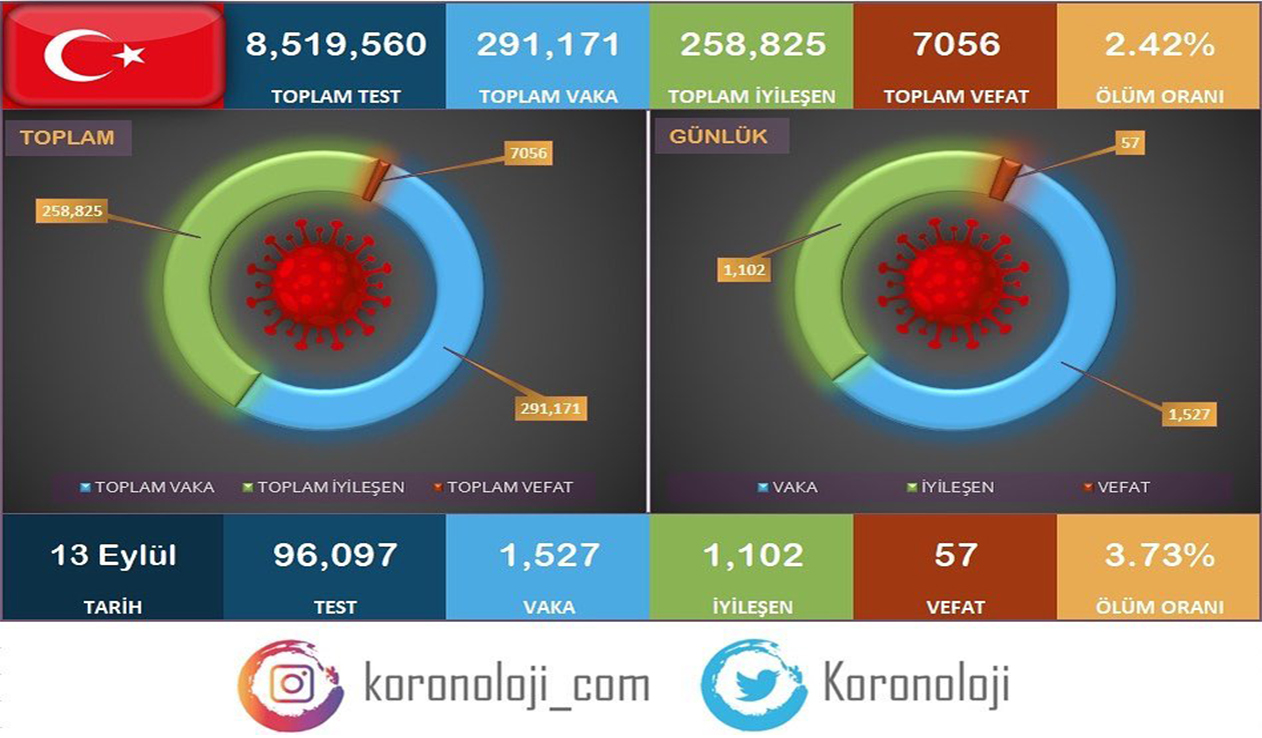 8,519,560 291,171 258,825 7056 2.42%
TOPLAM TEST TOPLAM VAKA TOPLAM İYİLEŞEN TOPLAM VEFAT ÖLÜM ORANI
TOPLAM
7056
258,825
291,171
TOPLAM VAKA TOPLAM İYİLEŞEN TOPLAM VEFAT
GÜNLÜK
57
1,102
1,527
VAKA İYİLEŞEN VEFAT
13 Eylül 96,097 1,527 1,102 57 3.73%
TARİH TEST VAKA İYİLEŞEN VEFAT ÖLÜM ORANI
koronoloji_com Koronoloji